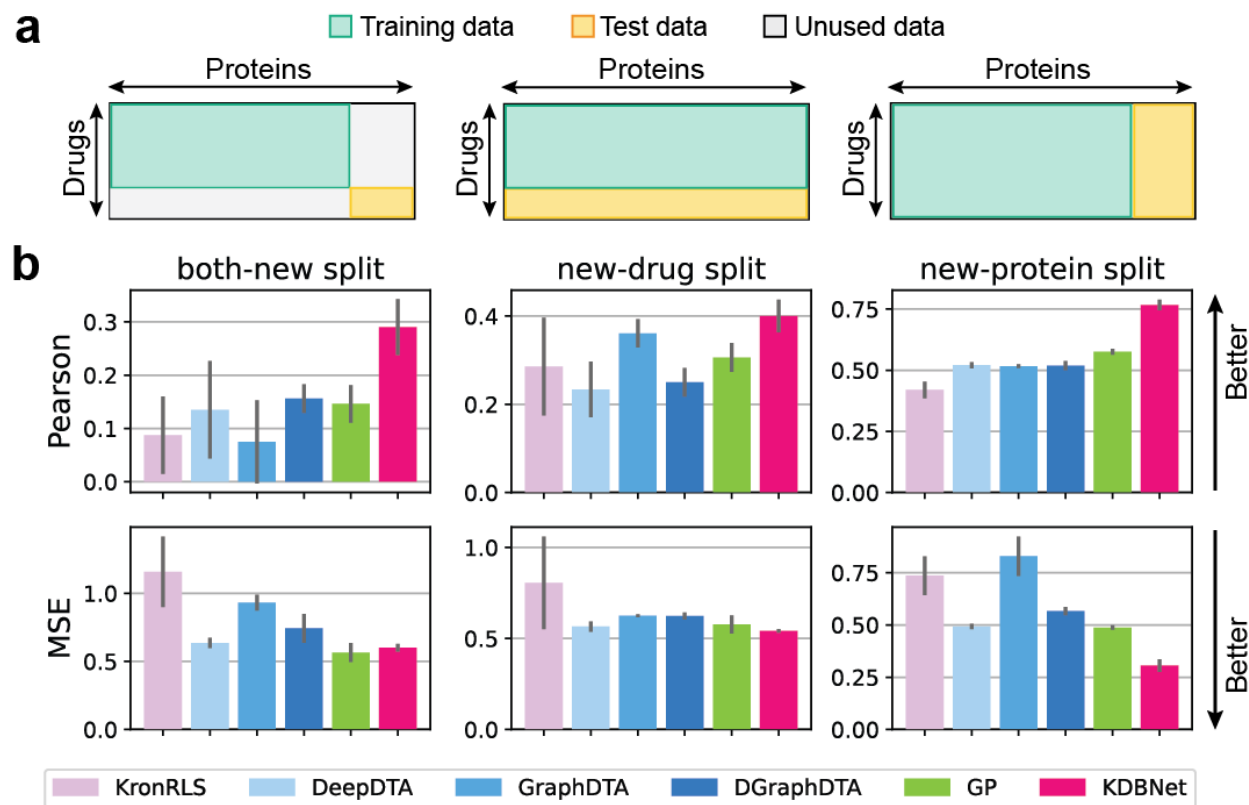 a
Training data Test data Unused data
Proteins Proteins Proteins
Drugs Drugs Drugs
b
both-new split new-drug split new-protein split
Pearson
0.3
0.2
0.1
0.0
0.4
0.2
0.0
0.75
0.50
0.25
0.00
Better
MSE
1.0
0.5
0.0
1.0
0.5
0.0
0.75
0.50
0.25
0.00
Better
KronRLS DeepDTA GraphDTA DGraphDTA GP KDBNet